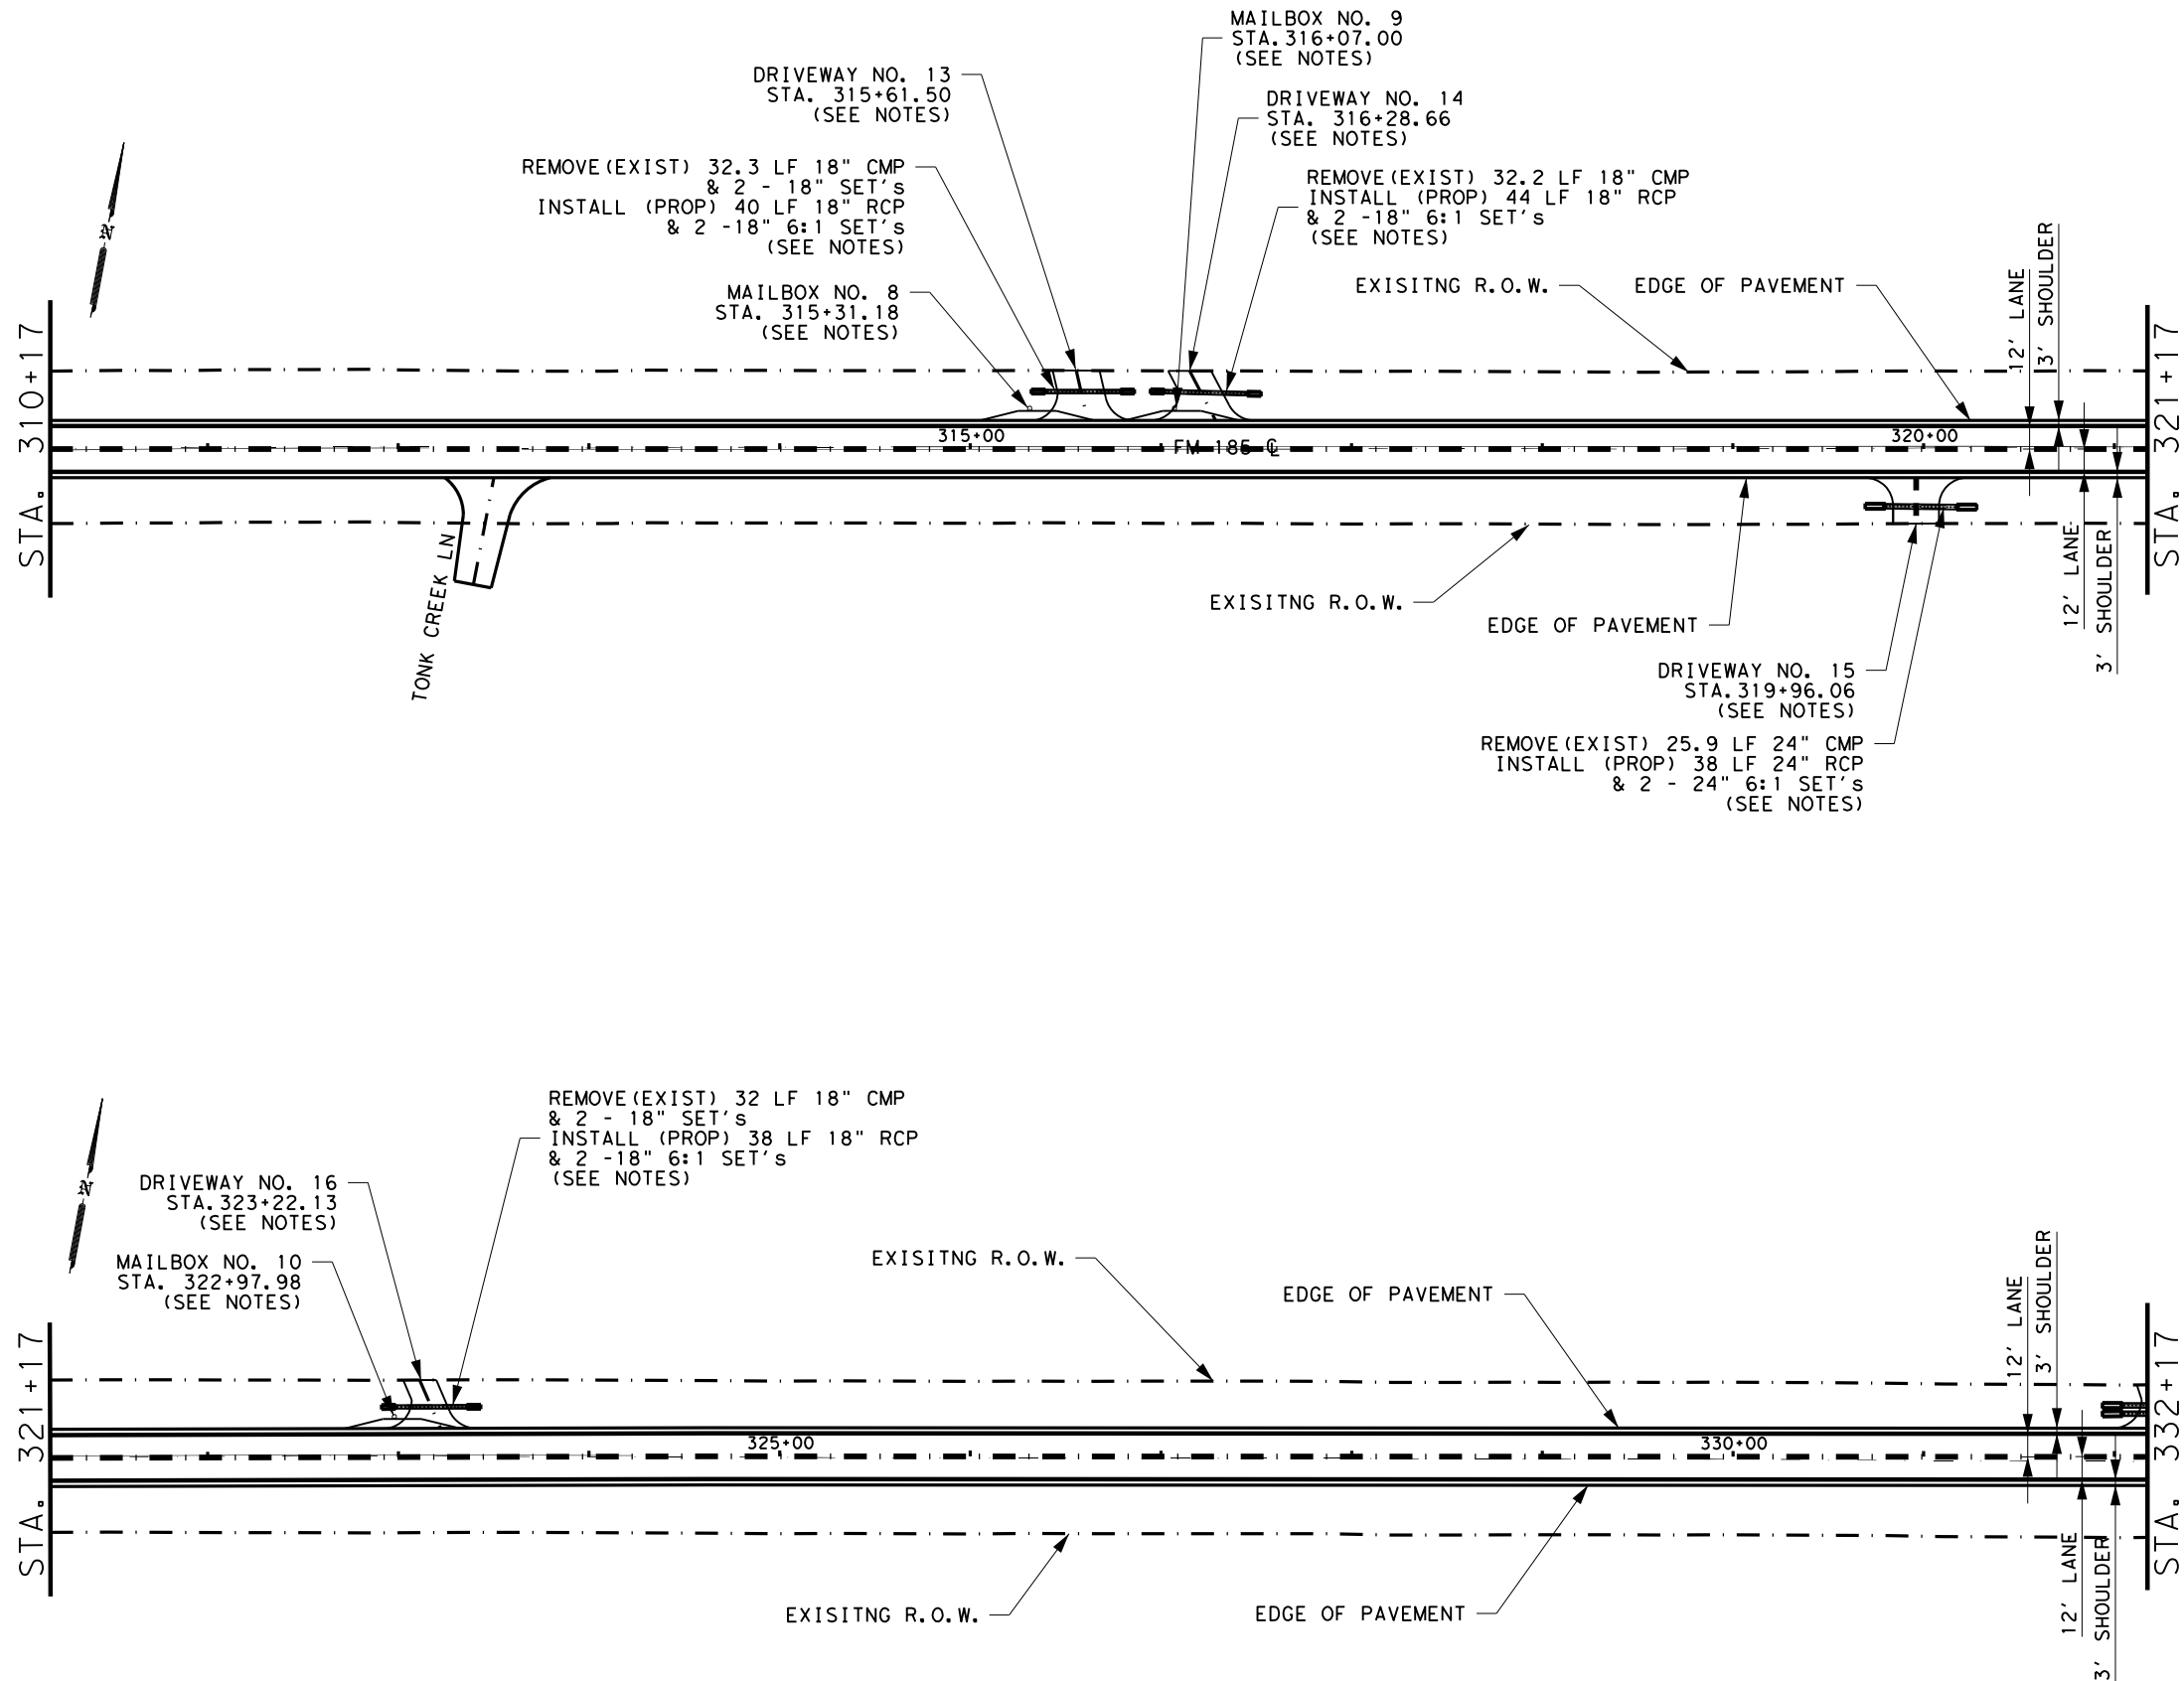 MAILBOX NO. 9
STA.316+07.00
(SEE NOTES)
DRIVEWAY NO. 13
STA. 315+61.50
(SEE NOTES)
DRIVEWAY NO. 14
STA. 316+28.66
(SEE NOTES)
REMOVE(EXIST) 32.3 LF 18" CMP
& 2 - 18" SET's
INSTALL (PROP) 40 LF 18" RCP
& 2 -18" 6:1 SET's
(SEE NOTES)
REMOVE(EXIST) 32.2 LF 18" CMP
INSTALL (PROP) 44 LF 18" RCP
& 2 -18" 6:1 SET's
(SEE NOTES)
MAILBOX NO. 8
STA. 315+31.18
(SEE NOTES)
EXISITNG R.O.W.
EDGE OF PAVEMENT
12' LANE
3' SHOULDER
N
STA. 310+17
STA. 321+17
315+00
FM 185 ℄
320+00
TONK CREEK LN
EXISITNG R.O.W.
EDGE OF PAVEMENT
12' LANE
3' SHOULDER
DRIVEWAY NO. 15
STA.319+96.06
(SEE NOTES)
REMOVE(EXIST) 25.9 LF 24" CMP
INSTALL (PROP) 38 LF 24" RCP
& 2 - 24" 6:1 SET's
(SEE NOTES)
REMOVE(EXIST) 32 LF 18" CMP
& 2 - 18" SET's
INSTALL (PROP) 38 LF 18" RCP
& 2 -18" 6:1 SET's
(SEE NOTES)
N
DRIVEWAY NO. 16
STA.323+22.13
(SEE NOTES)
MAILBOX NO. 10
STA. 322+97.98
(SEE NOTES)
EXISITNG R.O.W.
EDGE OF PAVEMENT
12' LANE
3' SHOULDER
STA. 321+17
STA. 332+17
325+00
330+00
EXISITNG R.O.W.
EDGE OF PAVEMENT
12' LANE
3' SHOULDER